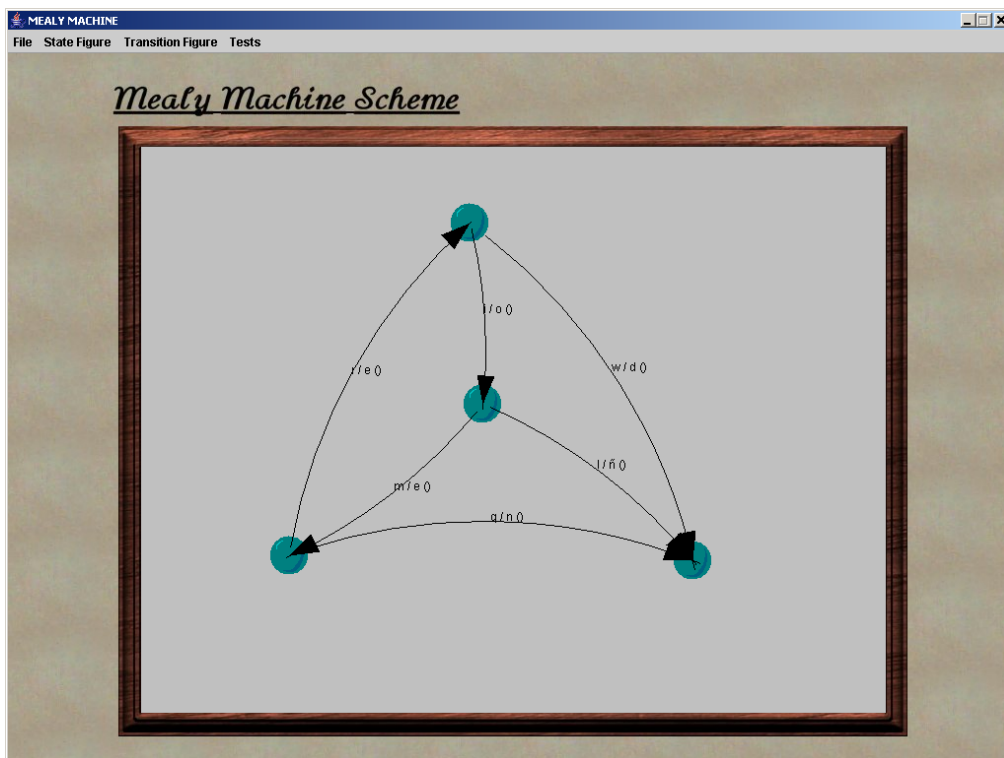 MEALY MACHINE
File State Figure Transition Figure Tests
Mealy Machine Scheme
/o()
/e()
w/d()
l/ñ()
m/e()
q/n()